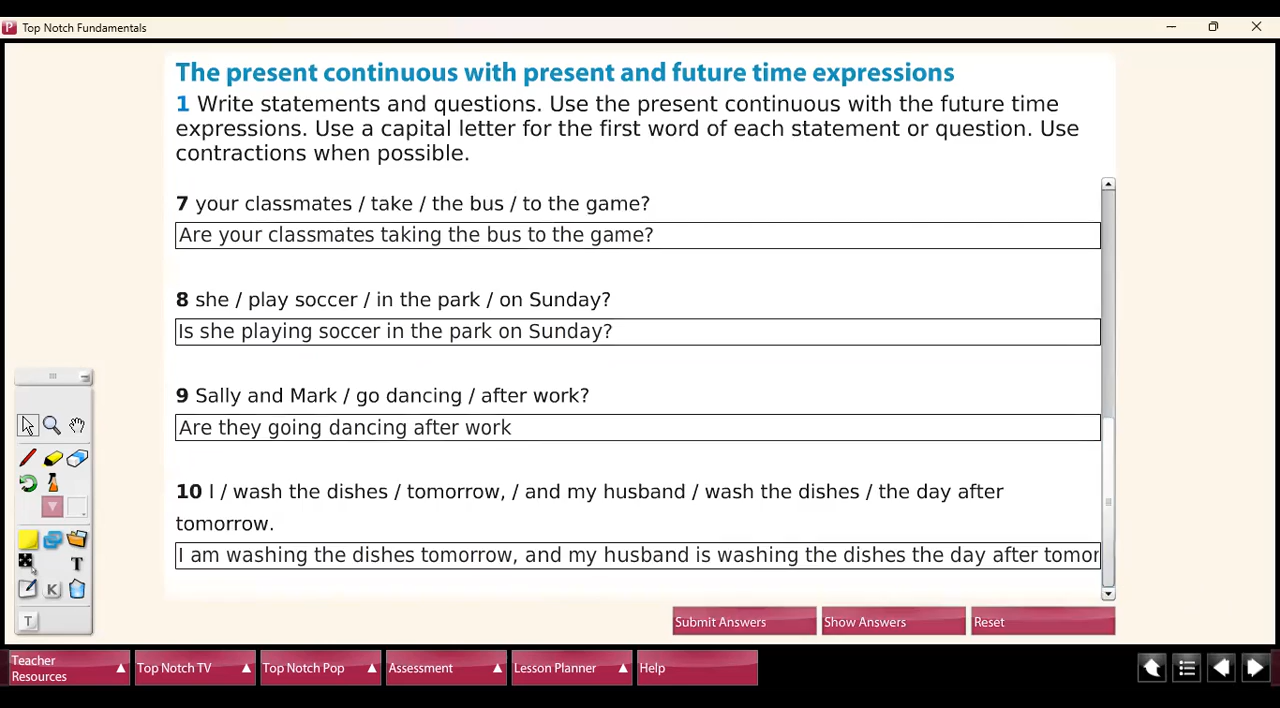 Top Notch Fundamentals
The present continuous with present and future time expressions
1 Write statements and questions. Use the present continuous with the future time
expressions. Use a capital letter for the first word of each statement or question. Use
contractions when possible.
7 your classmates / take / the bus / to the game?
Are your classmates taking the bus to the game?
8 she / play soccer / in the park / on Sunday?
Is she playing soccer in the park on Sunday?
9 Sally and Mark / go dancing / after work?
Are they going dancing after work
10 I / wash the dishes / tomorrow, / and my husband / wash the dishes / the day after
tomorrow.
I am washing the dishes tomorrow, and my husband is washing the dishes the day after tomor
T
K
T
Submit Answers
Show Answers
Reset
Teacher
Resources
Top Notch TV
Top Notch Pop
Assessment
Lesson Planner
Help